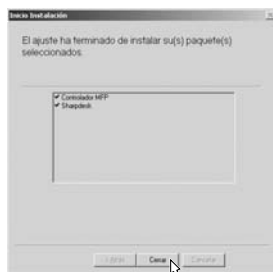 Inicio Instalación
El ajuste ha terminado de instalar su(s) paquete(s)
seleccionados.
Controlador MFP
Sharpdesk
Cerrar
Cancelar